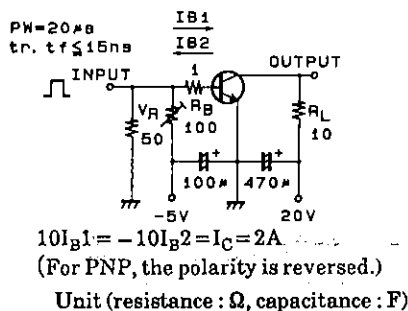 PW=20μs
tr. tf≦15ns
IB1
IB2
INPUT
OUTPUT
1
VR
RB
50
100
RL
10
100μ
470μ
-5V
20V
10IB1=-10IB2=IC=2A
(For PNP, the polarity is reversed.)
Unit (resistance : Ω, capacitance : F)